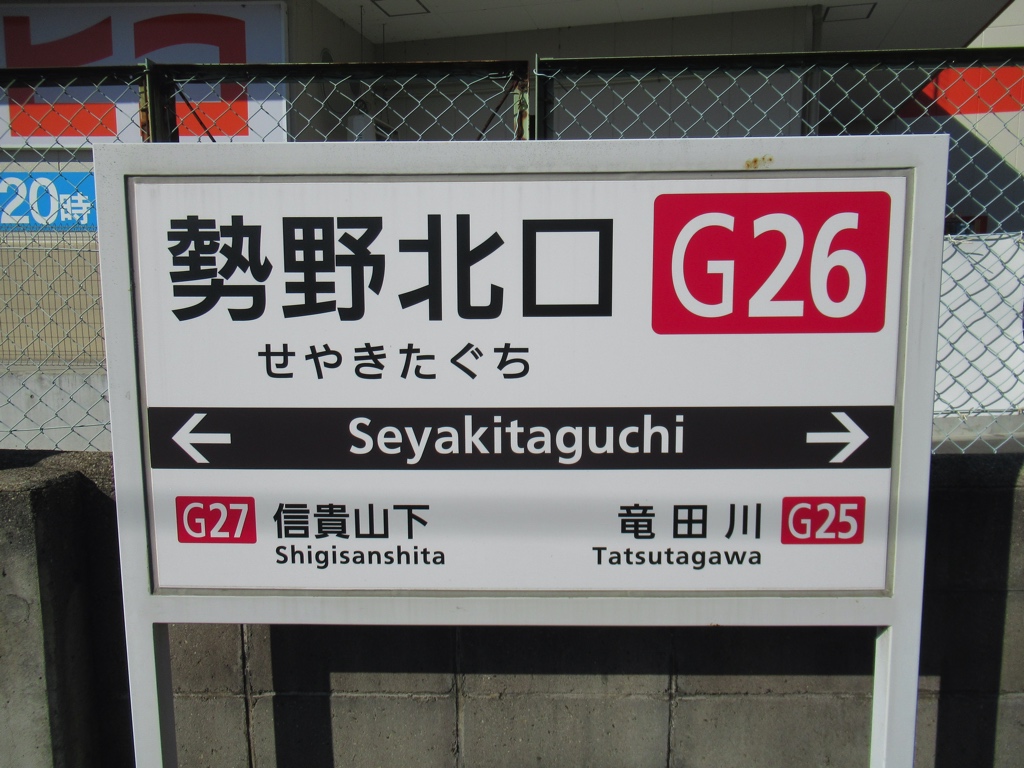 20時
勢野北口 G26
せやきたぐち
← Seyakitaguchi →
G27 信貴山下 竜田川 G25
Shigisanshita Tatsutagawa